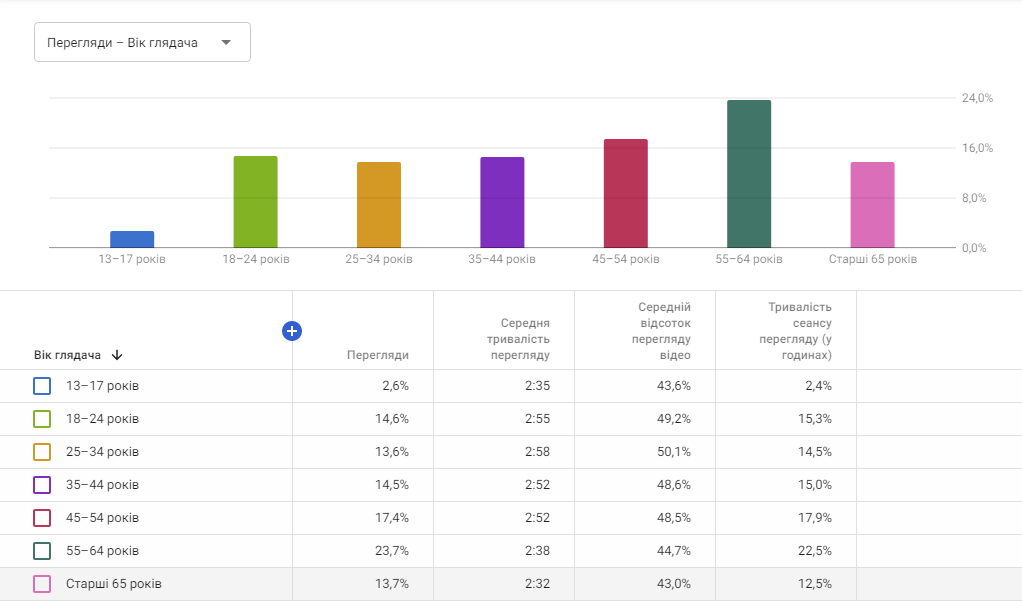 Перегляди – Вік глядача
24,0%
16,0%
8,0%
0,0%
13–17 років 18–24 років 25–34 років 35–44 років 45–54 років 55–64 років Старші 65 років
Вік глядача Перегляди Середня тривалість перегляду Середній відсоток перегляду відео Тривалість сеансу перегляду (у годинах)
13–17 років 2,6% 2:35 43,6% 2,4%
18–24 років 14,6% 2:55 49,2% 15,3%
25–34 років 13,6% 2:58 50,1% 14,5%
35–44 років 14,5% 2:52 48,6% 15,0%
45–54 років 17,4% 2:52 48,5% 17,9%
55–64 років 23,7% 2:38 44,7% 22,5%
Старші 65 років 13,7% 2:32 43,0% 12,5%